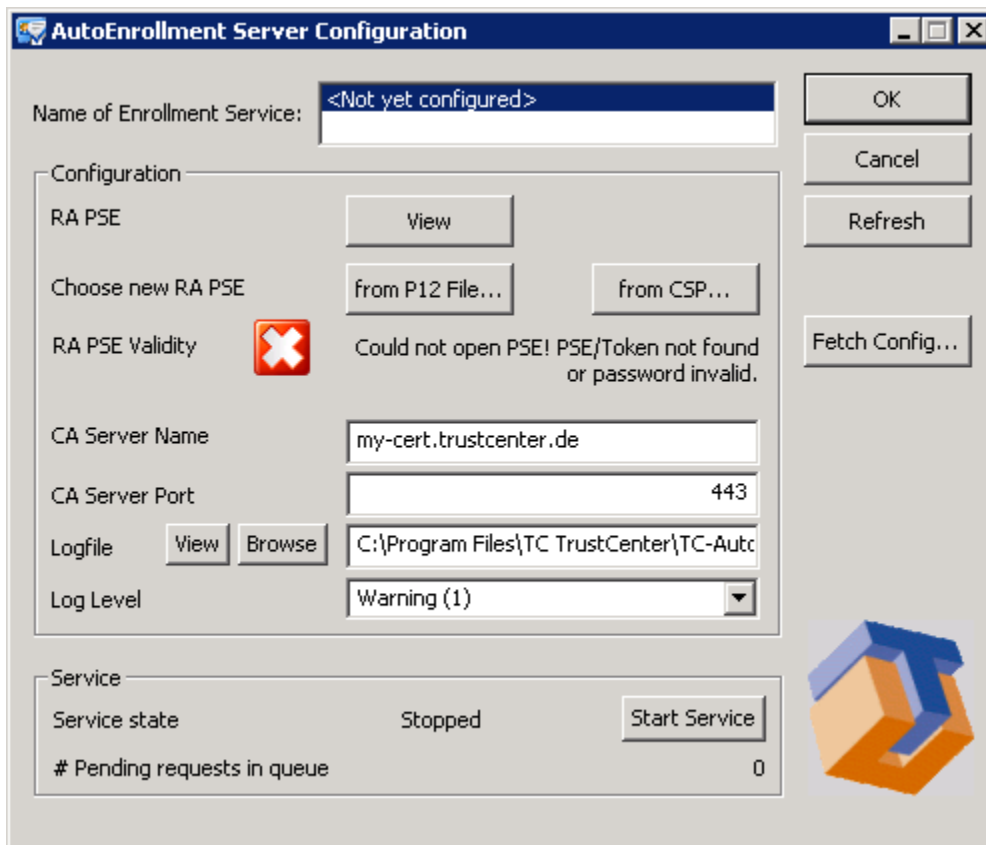 AutoEnrollment Server Configuration
Name of Enrollment Service:
<Not yet configured>
OK
Cancel
Refresh
Fetch Config...
Configuration
RA PSE
View
Choose new RA PSE
from P12 File...
from CSP...
RA PSE Validity
Could not open PSE! PSE/Token not found
or password invalid.
CA Server Name
my-cert.trustcenter.de
CA Server Port
443
Logfile
View
Browse
C:\Program Files\TC TrustCenter\TC-Auto
Log Level
Warning (1)
Service
Service state
Stopped
Start Service
# Pending requests in queue
0